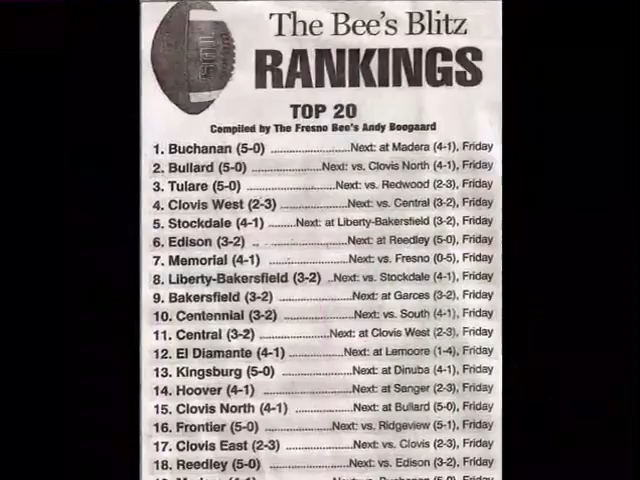 The Bee's Blitz
RANKINGS
TOP 20
Compiled by The Fresno Bee's Andy Boogaard
1. Buchanan (5-0) ........................Next: at Madera (4-1), Friday
2. Bullard (5-0) .......................Next: vs. Clovis North (4-1), Friday
3. Tulare (5-0) ...........................Next: vs. Redwood (2-3), Friday
4. Clovis West (2-3) .....................Next: vs. Central (3-2), Friday
5. Stockdale (4-1) ........Next: at Liberty-Bakersfield (3-2), Friday
6. Edison (3-2) .. ...........................Next: at Reedley (5-0), Friday
7. Memorial (4-1) ........................Next: vs. Fresno (0-5), Friday
8. Liberty-Bakersfield (3-2) ..Next: vs. Stockdale (4-1), Friday
9. Bakersfield (3-2) .......................Next: at Garces (3-2), Friday
10. Centennial (3-2) .......................Next: vs. South (4-1), Friday
11. Central (3-2) .......................Next: at Clovis West (2-3), Friday
12. El Diamante (4-1) ................Next: at Lemoore (1-4), Friday
13. Kingsburg (5-0) .......................Next: at Dinuba (4-1), Friday
14. Hoover (4-1) .............................Next: at Sanger (2-3), Friday
15. Clovis North (4-1) .................Next: at Bullard (5-0), Friday
16. Frontier (5-0) ......................Next: vs. Ridgeview (5-1), Friday
17. Clovis East (2-3) ......................Next: vs. Clovis (2-3), Friday
18. Reedley (5-0) ...........................Next: vs. Edison (3-2), Friday